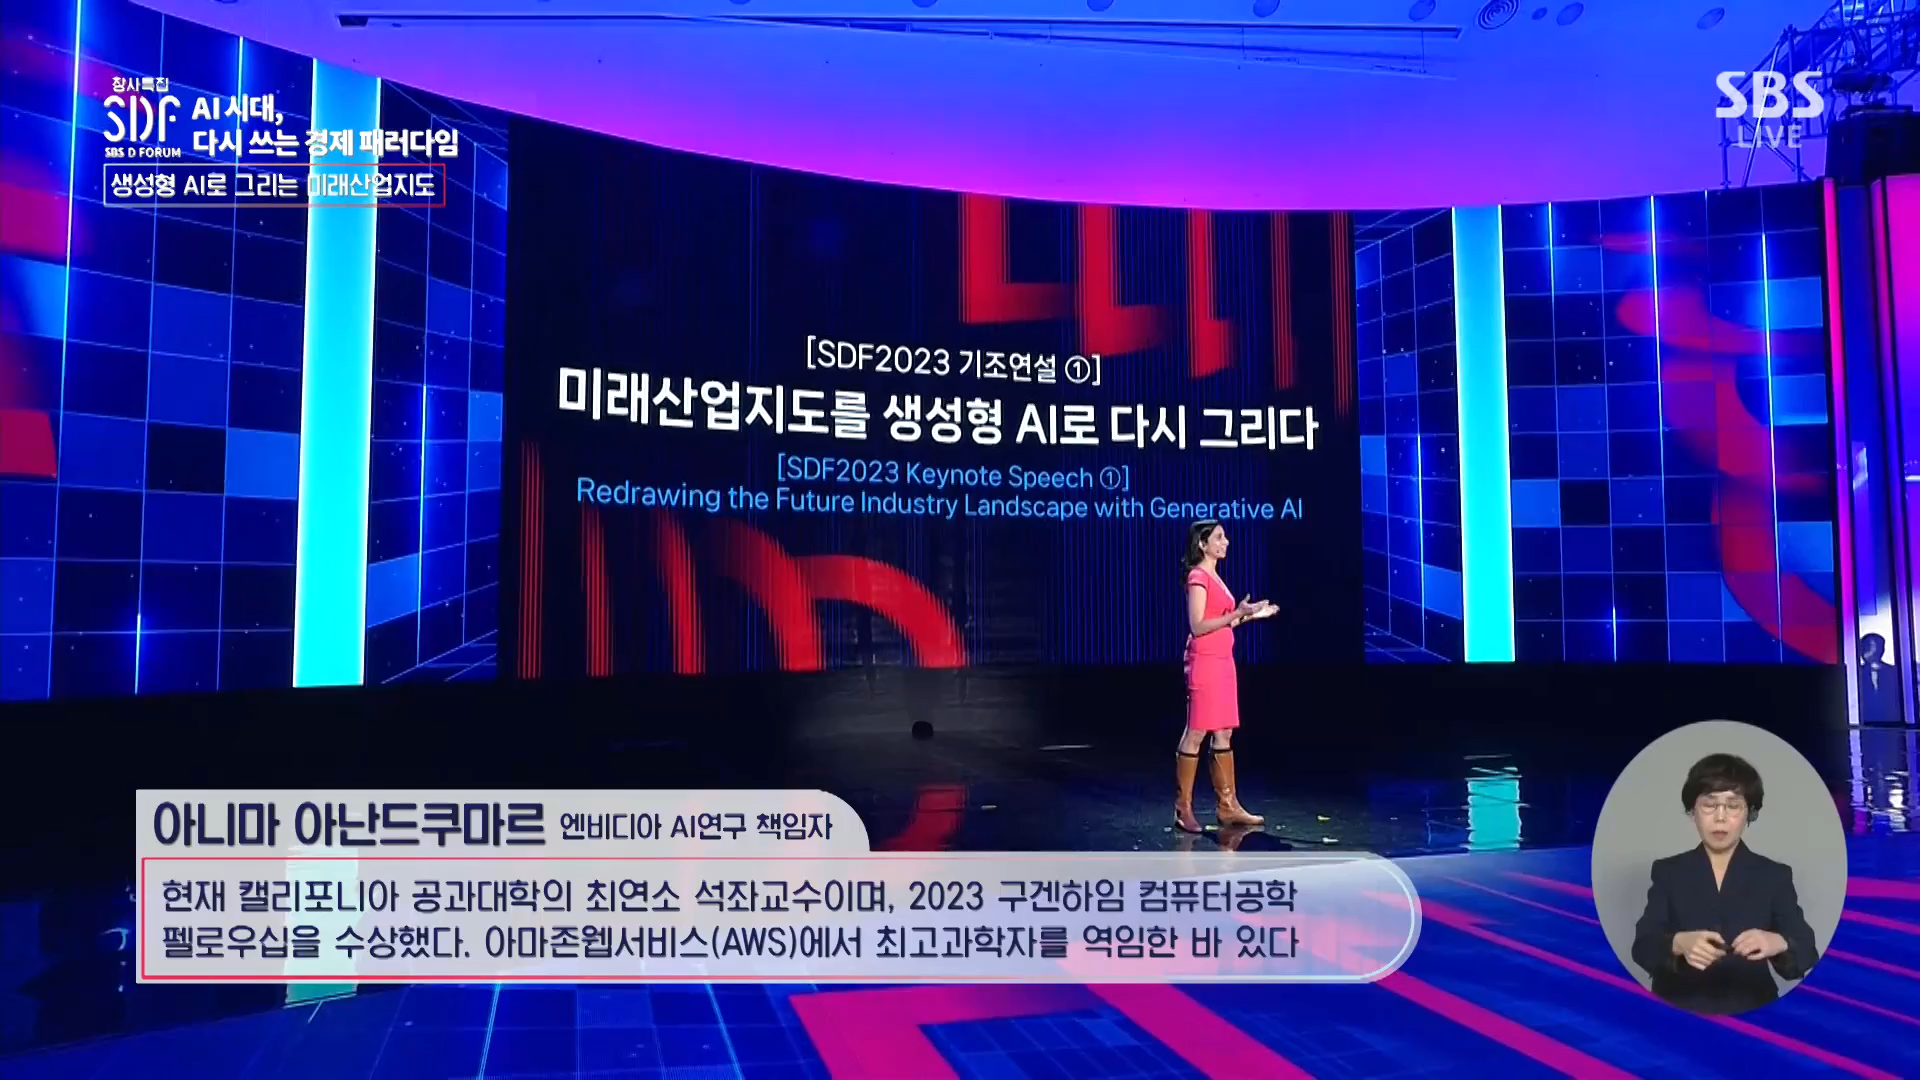 창사특집
SDF
SBS D FORUM
AI 시대,
다시 쓰는 경제 패러다임
생성형 AI로 그리는 미래산업지도
SBS
LIVE
[SDF2023 기조연설 ①]
미래산업지도를 생성형 AI로 다시 그리다
[SDF2023 Keynote Speech ①]
Redrawing the Future Industry Landscape with Generative AI
아니마 아난드쿠마르 엔비디아 AI연구 책임자
현재 캘리포니아 공과대학의 최연소 석좌교수이며, 2023 구겐하임 컴퓨터공학
펠로우십을 수상했다. 아마존웹서비스(AWS)에서 최고과학자를 역임한 바 있다